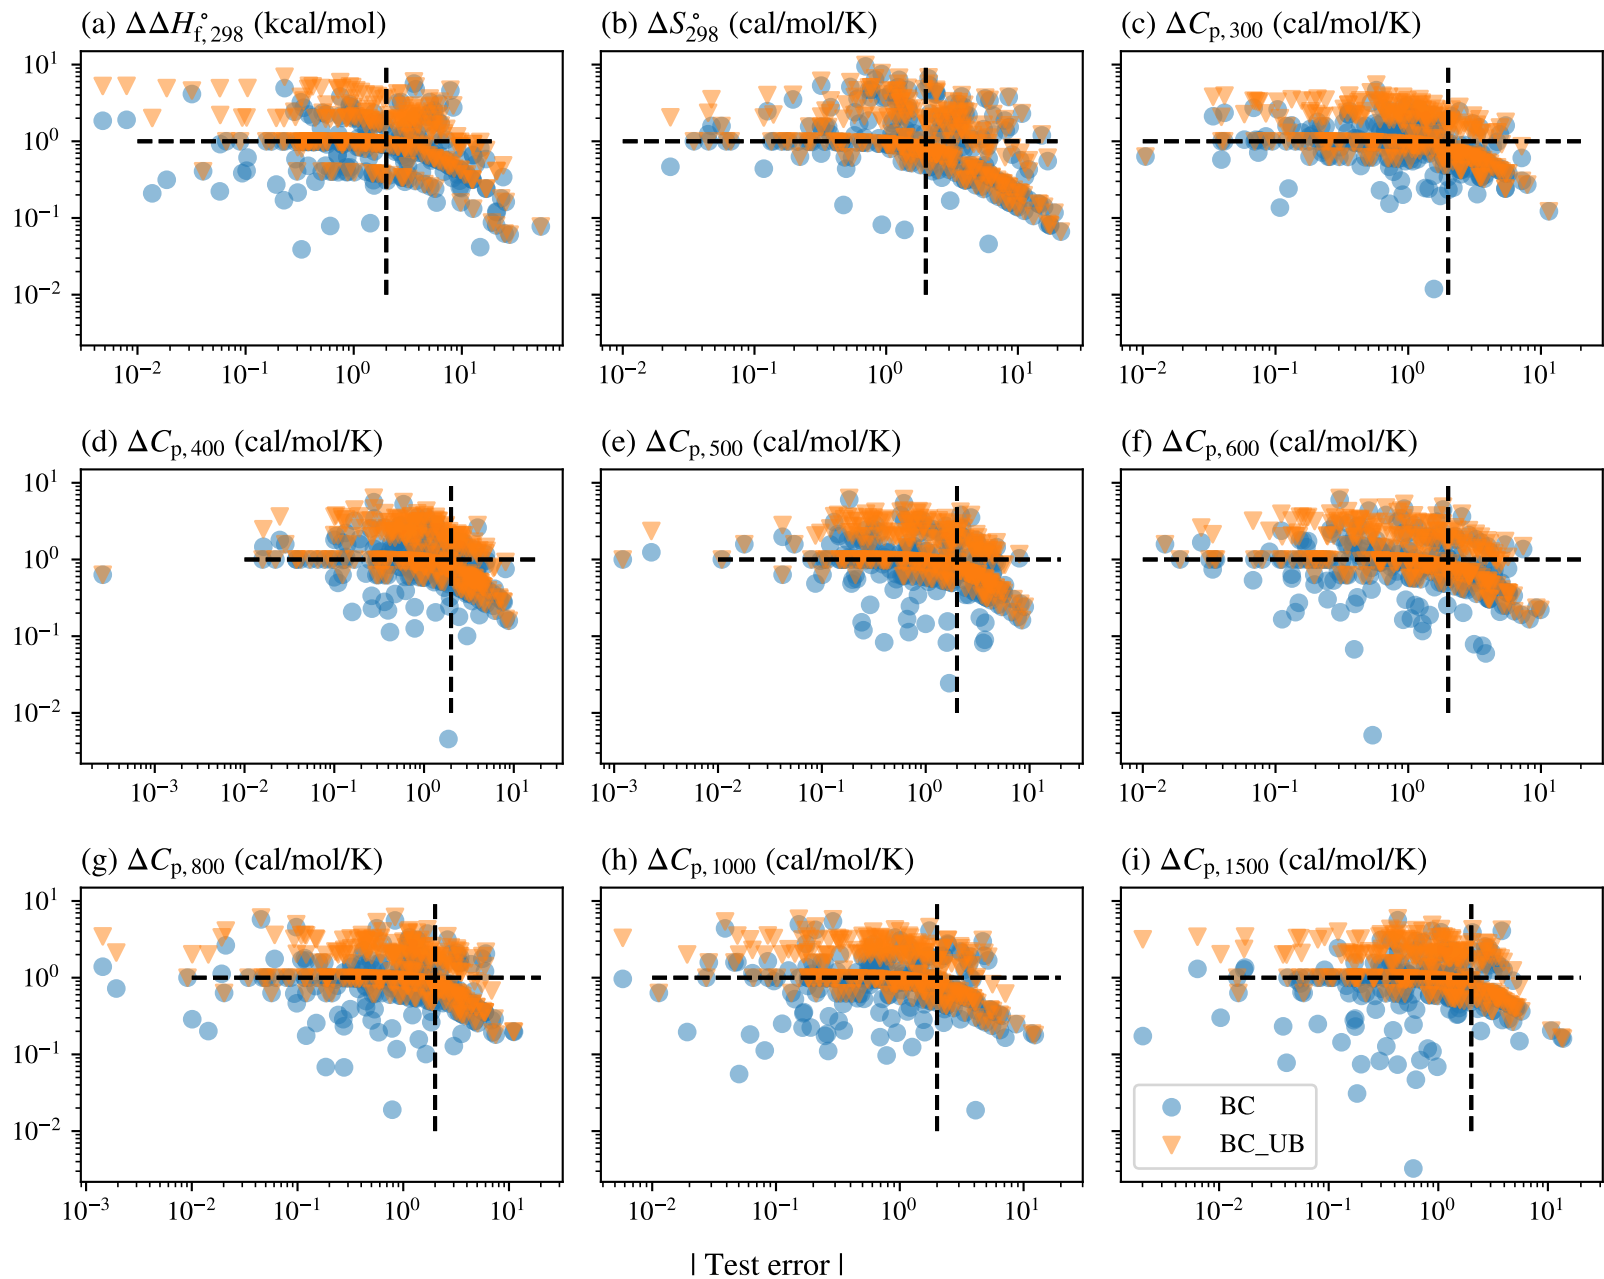 (a) ΔΔH°f,298 (kcal/mol) (b) ΔS°298 (cal/mol/K) (c) ΔCp,300 (cal/mol/K)
10¹
10⁰
10⁻¹
10⁻²
10⁻² 10⁻¹ 10⁰ 10¹ 10⁻² 10⁻¹ 10⁰ 10¹ 10⁻² 10⁻¹ 10⁰ 10¹
(d) ΔCp,400 (cal/mol/K) (e) ΔCp,500 (cal/mol/K) (f) ΔCp,600 (cal/mol/K)
10¹
10⁰
10⁻¹
10⁻²
10⁻³ 10⁻² 10⁻¹ 10⁰ 10¹ 10⁻³ 10⁻² 10⁻¹ 10⁰ 10¹ 10⁻² 10⁻¹ 10⁰ 10¹
(g) ΔCp,800 (cal/mol/K) (h) ΔCp,1000 (cal/mol/K) (i) ΔCp,1500 (cal/mol/K)
10¹
10⁰
10⁻¹
10⁻²
BC
BC_UB
10⁻³ 10⁻² 10⁻¹ 10⁰ 10¹ 10⁻² 10⁻¹ 10⁰ 10¹ 10⁻² 10⁻¹ 10⁰ 10¹
| Test error |